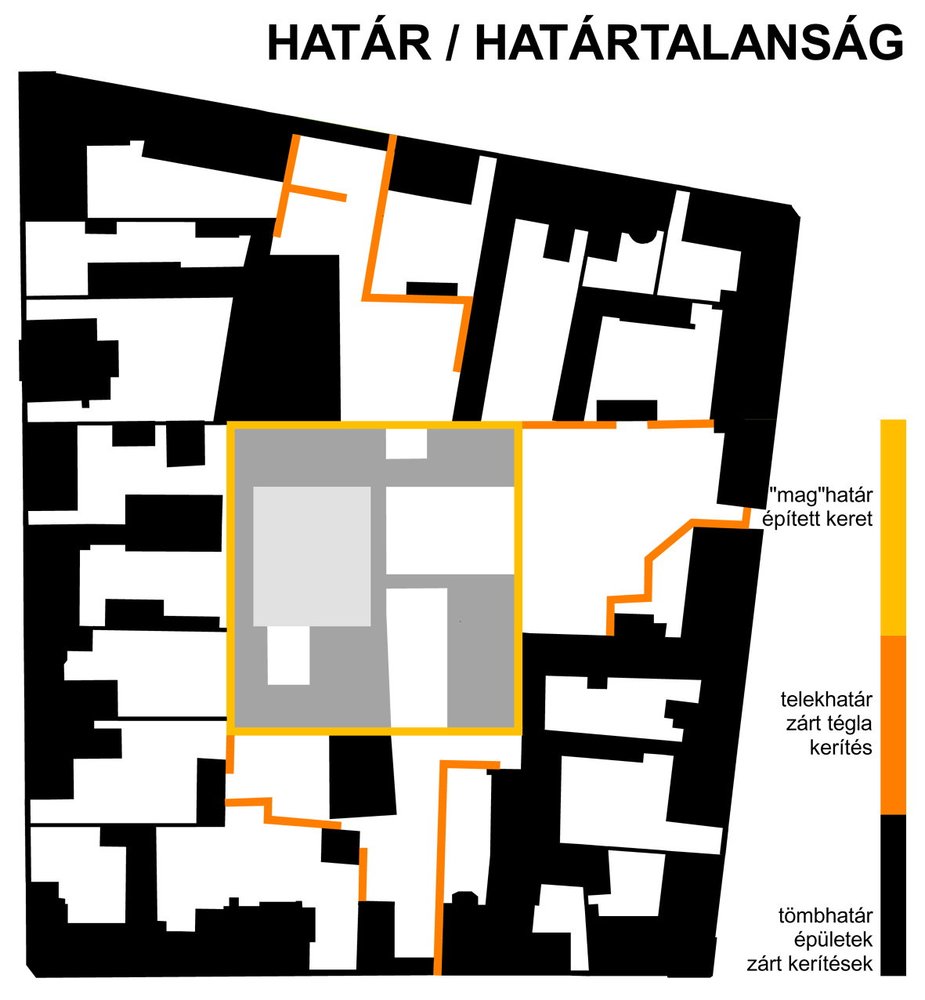 HATÁR / HATÁRTALANSÁG
"mag"határ
épített keret
telekhatár
zárt tégla
kerítés
tömbhatár
épületek
zárt kerítések